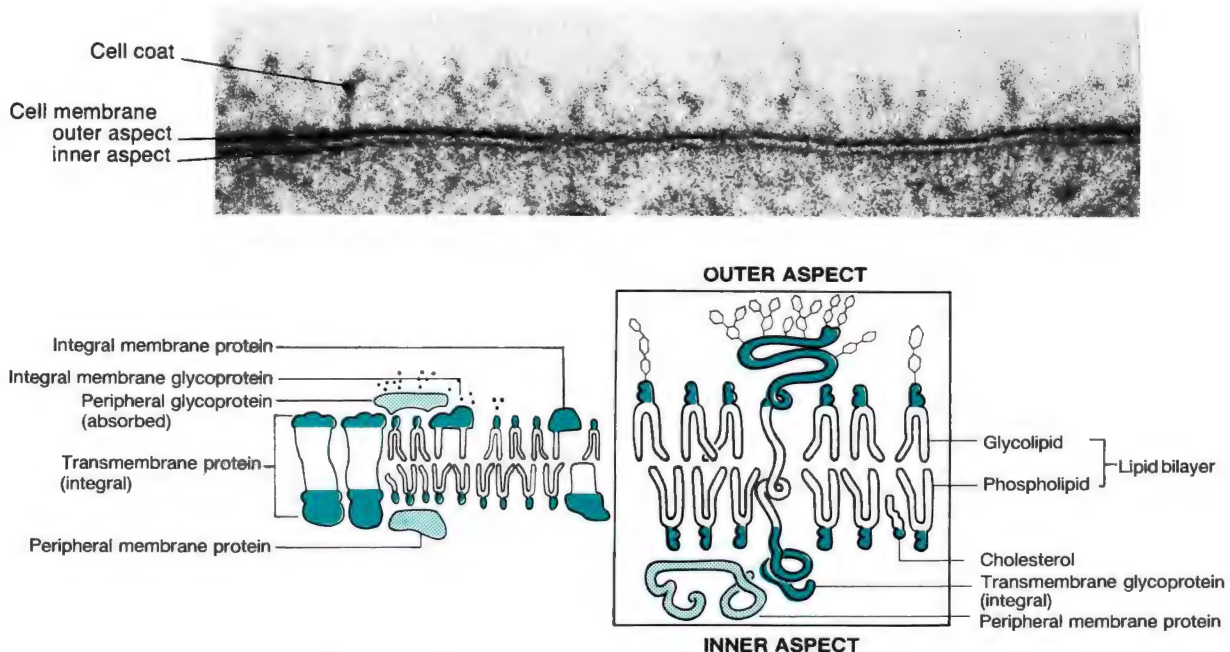 Cell coat
Cell membrane
outer aspect
inner aspect
OUTER ASPECT
Integral membrane protein
Integral membrane glycoprotein
Peripheral glycoprotein
(absorbed)
Transmembrane protein
(integral)
Peripheral membrane protein
Glycolipid
Lipid bilayer
Phospholipid
Cholesterol
Transmembrane glycoprotein
(integral)
Peripheral membrane protein
INNER ASPECT